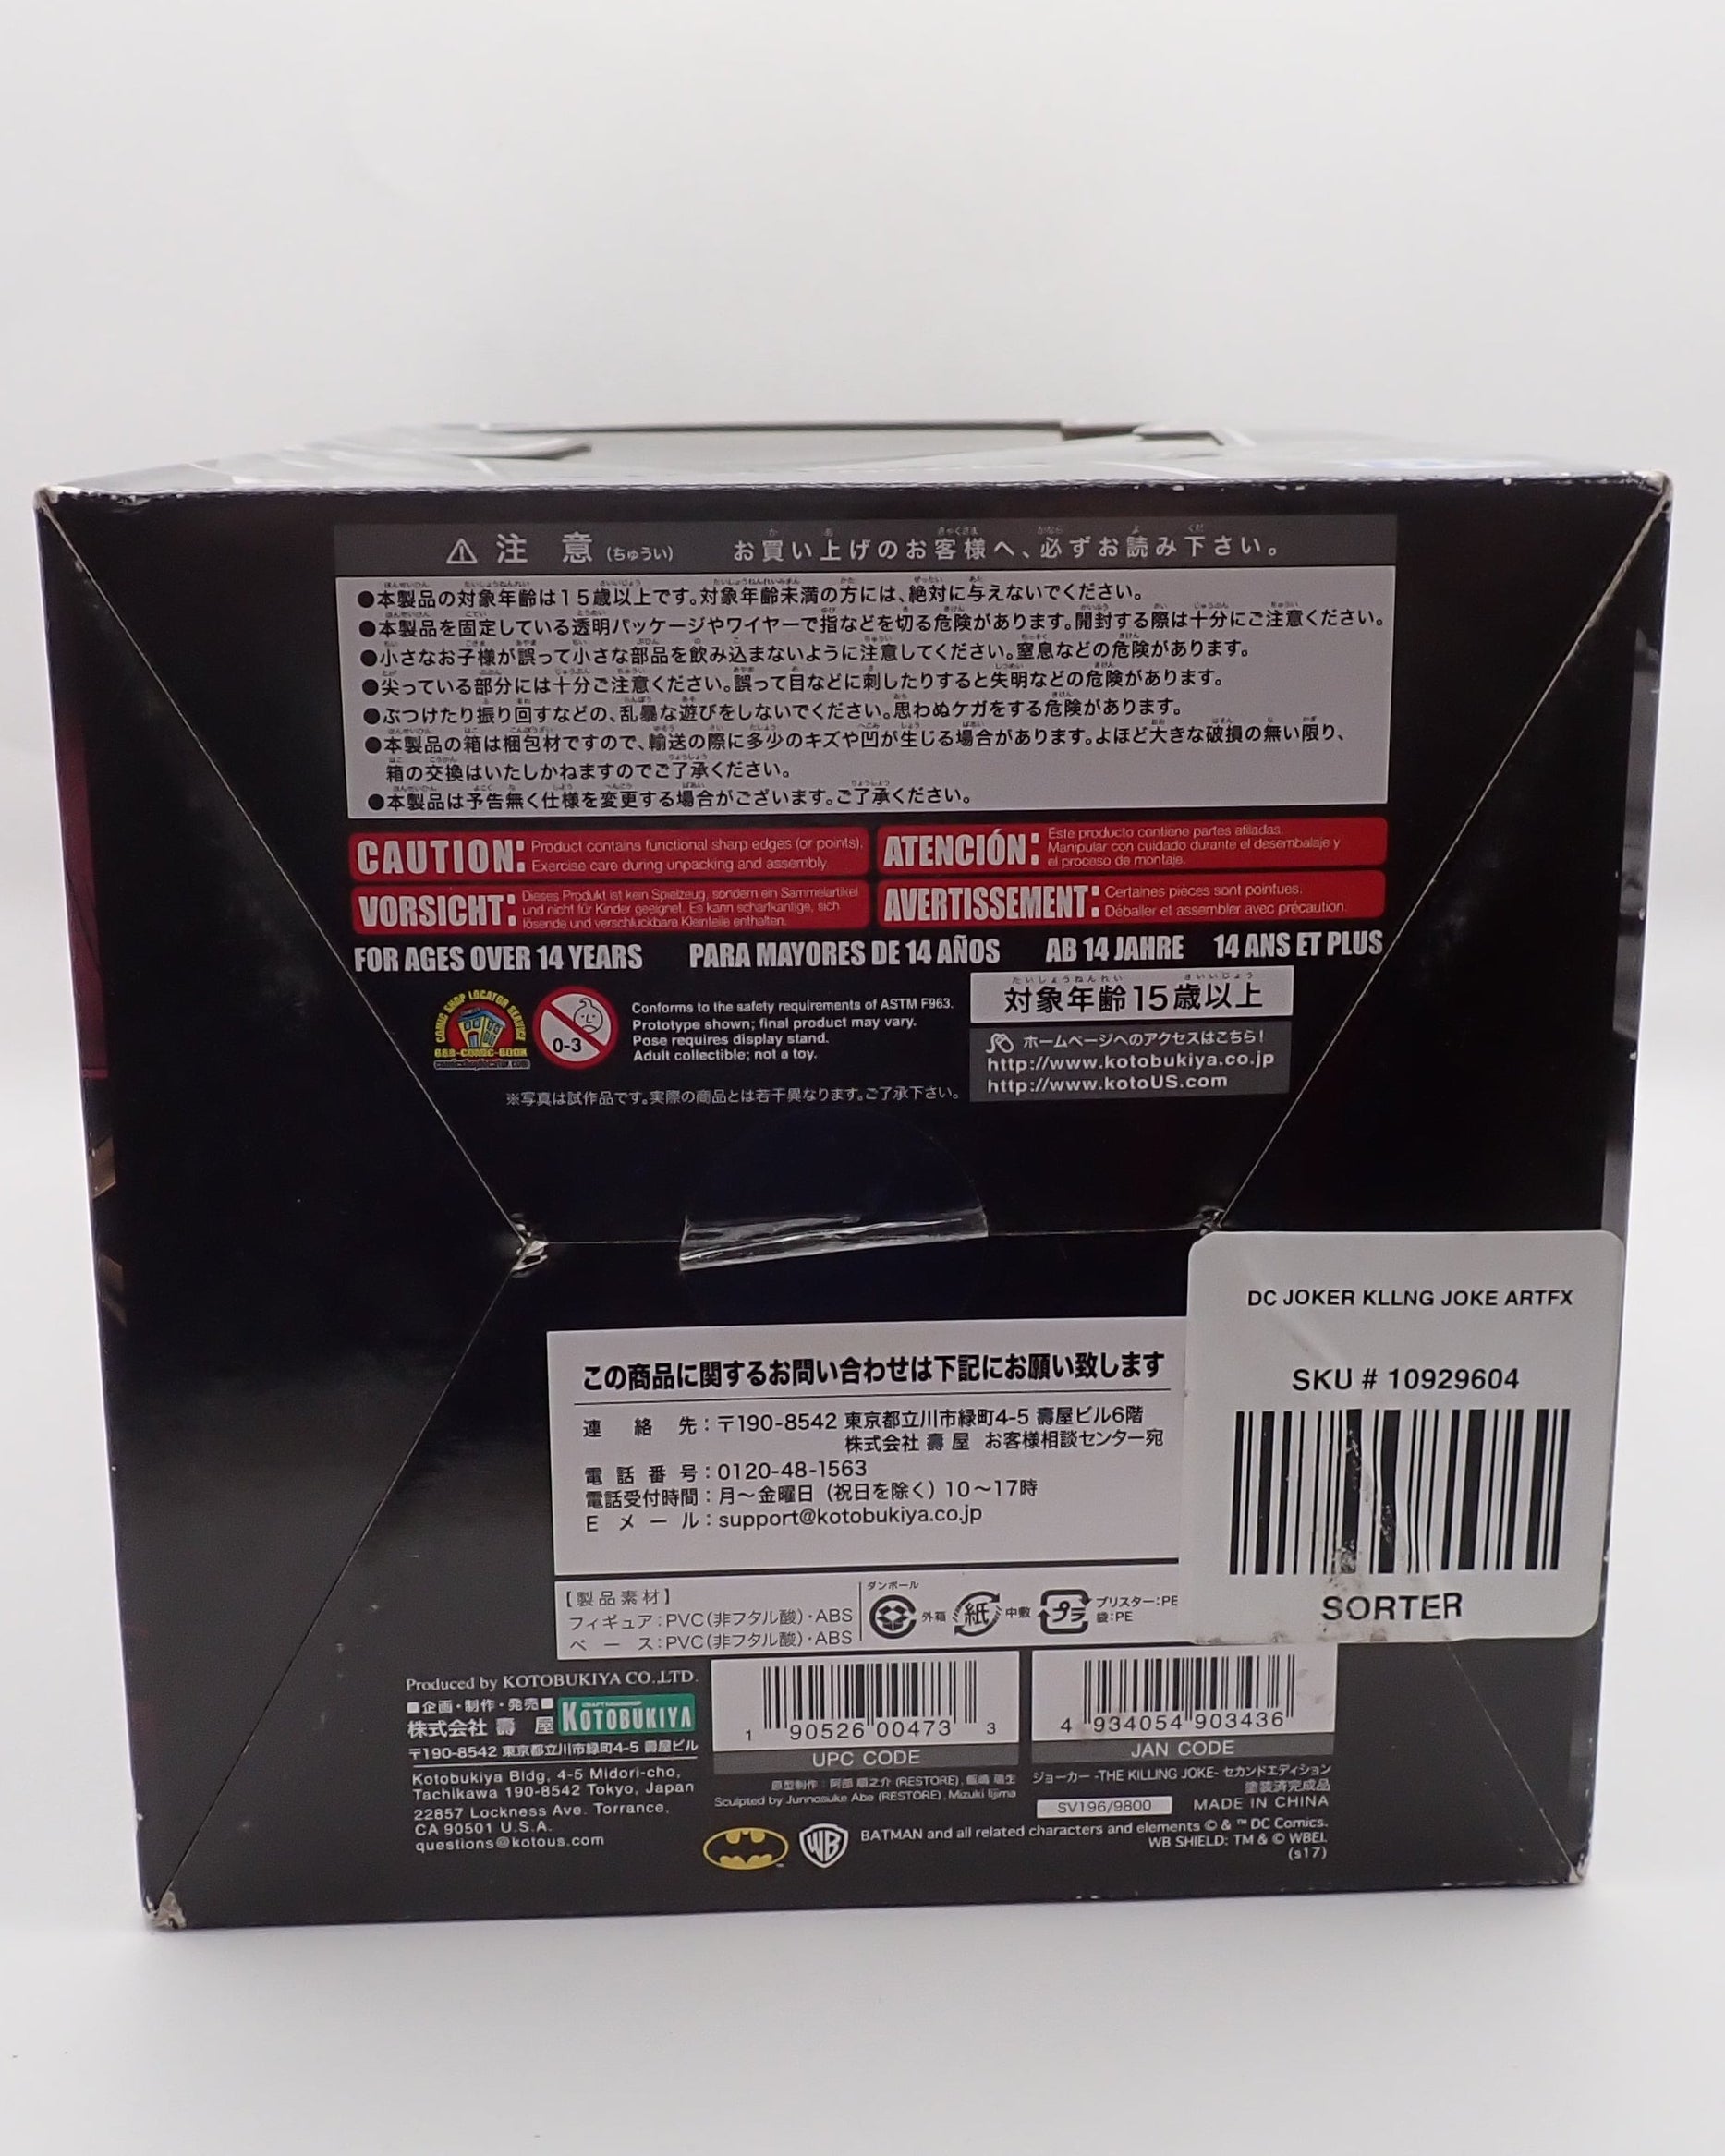 ⚠ 注 意 (ちゅうい) お買い上げのお客様へ、必ずお読み下さい。
●本製品の対象年齢は15歳以上です。対象年齢未満の方には、絶対に与えないでください。
●本製品を固定している透明パッケージやワイヤーで指などを切る危険があります。開封する際は十分にご注意ください。
●小さなお子様が誤って小さな部品を飲み込まないように注意してください。窒息などの危険があります。
●尖っている部分には十分ご注意ください。誤って目などに刺したりすると失明などの危険があります。
●ぶつけたり振り回すなどの、乱暴な遊びをしないでください。思わぬケガをする危険があります。
●本製品の箱は梱包材ですので、輸送の際に多少のキズや凹が生じる場合があります。よほど大きな破損の無い限り、
箱の交換はいたしかねますのでご了承ください。
●本製品は予告無く仕様を変更する場合がございます。ご了承ください。
CAUTION: Product contains functional sharp edges (or points).
Exercise care during unpacking and assembly.
ATENCIÓN: Este producto contiene partes afiladas.
Manipular con cuidado durante el desembalaje y
el proceso de montaje.
VORSICHT: Dieses Produkt ist kein Spielzeug, sondern ein Sammelartikel
und nicht für Kinder geeignet. Es kann scharfkantige, sich
lösende und verschluckbare Kleinteile enthalten.
AVERTISSEMENT: Certaines pièces sont pointues.
Déballer et assembler avec précaution.
FOR AGES OVER 14 YEARS PARA MAYORES DE 14 AÑOS AB 14 JAHRE 14 ANS ET PLUS
COMIC SHOP LOCATOR SERVICE
888-COMIC-BOOK
0-3
Conforms to the safety requirements of ASTM F963.
Prototype shown; final product may vary.
Pose requires display stand.
Adult collectible; not a toy.
対象年齢15歳以上
ホームページへのアクセスはこちら!
http://www.kotobukiya.co.jp
http://www.kotoUS.com
※写真は試作品です。実際の商品とは若干異なります。ご了承下さい。
この商品に関するお問い合わせは下記にお願い致します
連 絡 先:〒190-8542 東京都立川市緑町4-5 壽屋ビル6階
株式会社 壽 屋 お客様相談センター宛
電 話 番 号:0120-48-1563
電話受付時間:月〜金曜日(祝日を除く)10〜17時
E メ ー ル:support@kotobukiya.co.jp
DC JOKER KLLNG JOKE ARTFX
SKU # 10929604
SORTER
【製品素材】
フィギュア:PVC(非フタル酸)・ABS
ベ ー ス:PVC(非フタル酸)・ABS
ダンボール
外箱
紙 中敷
プラ ブリスター:PE
袋:PE
Produced by KOTOBUKIYA CO.,LTD.
■企画・制作・発売■
株式会社 壽 屋 KOTOBUKIYA
〒190-8542 東京都立川市緑町4-5 壽屋ビル
Kotobukiya Bldg, 4-5 Midori-cho,
Tachikawa 190-8542 Tokyo, Japan
22857 Lockness Ave. Torrance,
CA 90501 U.S.A.
questions@kotous.com
1 90526 00473 3
UPC CODE
4 934054 903436
JAN CODE
原型制作:阿部 順之介 (RESTORE), 飯嶋 瑞生
Sculpted by Junnosuke Abe (RESTORE), Mizuki Iijima
ジョーカー -THE KILLING JOKE- セカンドエディション
塗装済完成品
SV196/9800 MADE IN CHINA
WB
BATMAN and all related characters and elements © & ™ DC Comics.
WB SHIELD: TM & © WBEI.
(s17)